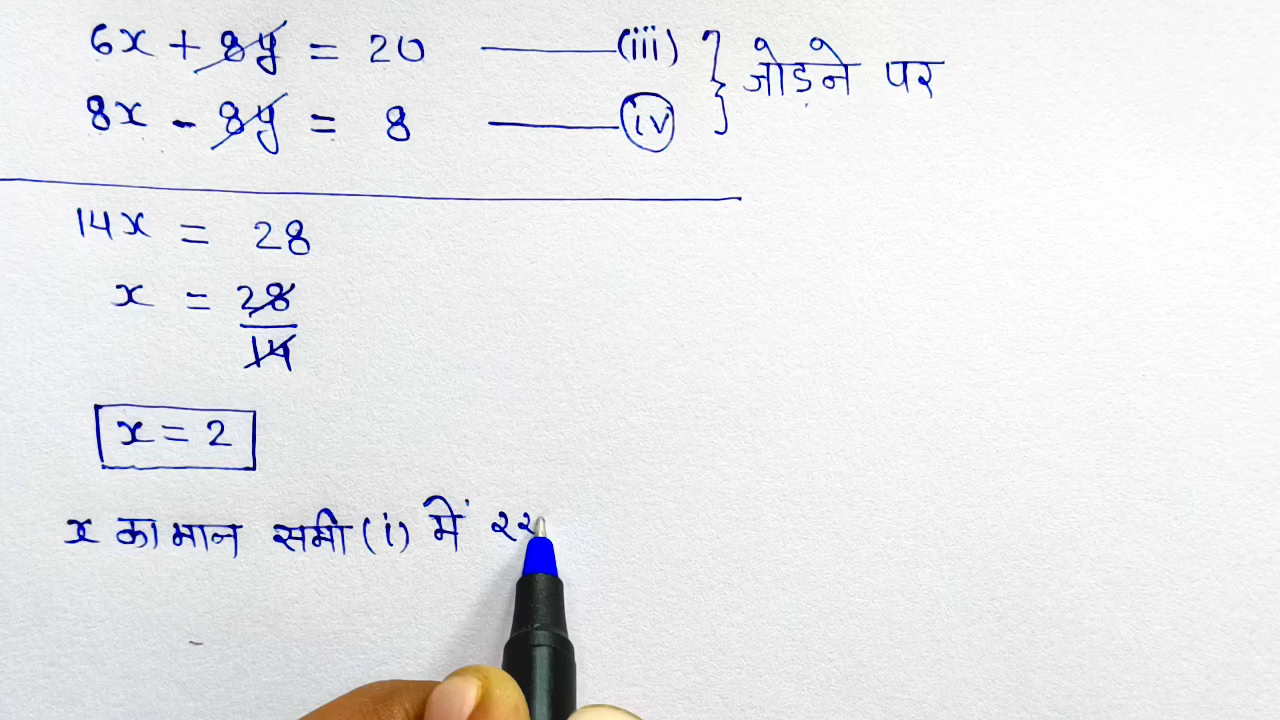 6x + 8y = 20 ——— (iii) } जोड़ने पर
8x - 8y = 8 ——— (iv)
14x = 28
x = 28/14
x = 2
x का मान समी (i) में